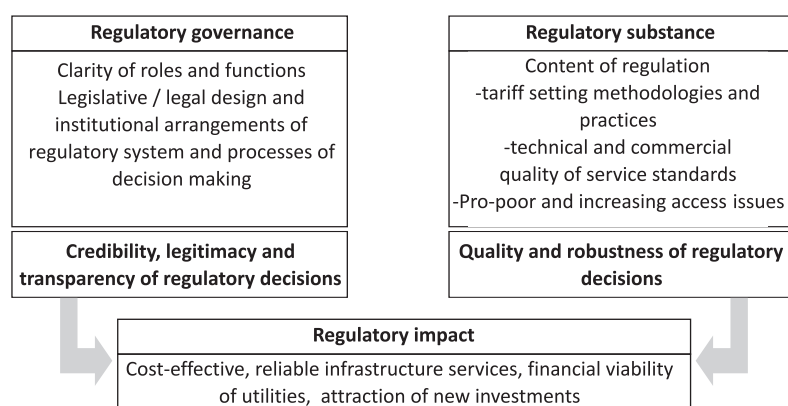 Regulatory governance
Clarity of roles and functions
Legislative / legal design and
institutional arrangements of
regulatory system and processes of
decision making
Credibility, legitimacy and
transparency of regulatory decisions
Regulatory substance
Content of regulation
-tariff setting methodologies and
practices
-technical and commercial
quality of service standards
-Pro-poor and increasing access issues
Quality and robustness of regulatory
decisions
Regulatory impact
Cost-effective, reliable infrastructure services, financial viability
of utilities, attraction of new investments